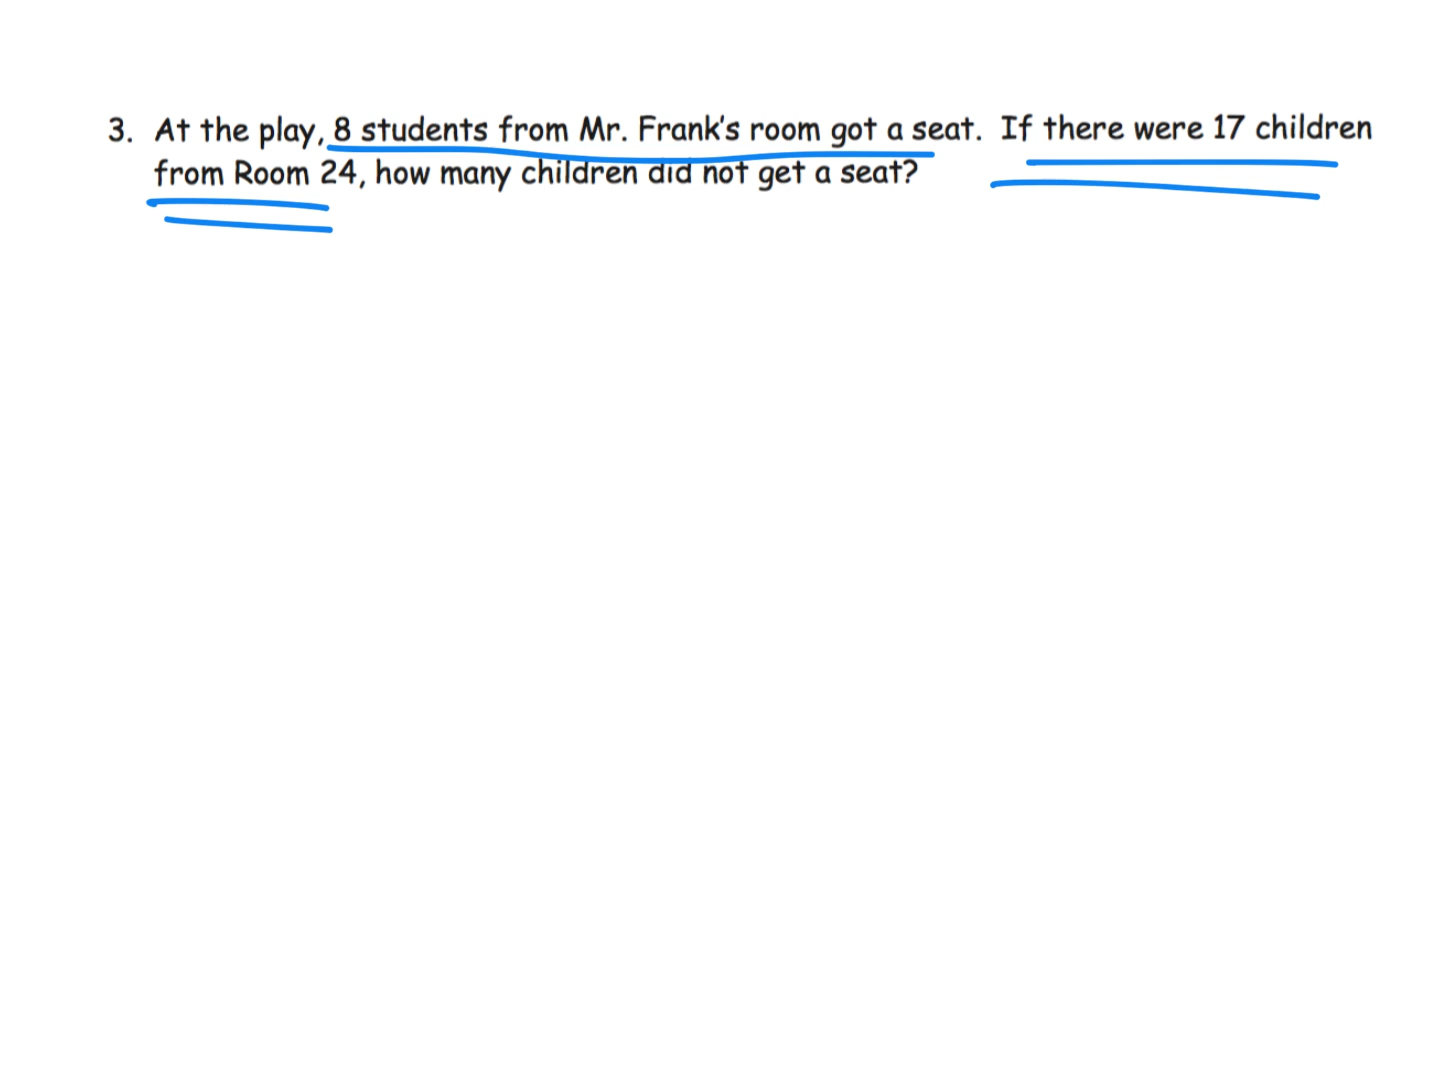 3. At the play, 8 students from Mr. Frank's room got a seat. If there were 17 children
from Room 24, how many children did not get a seat?